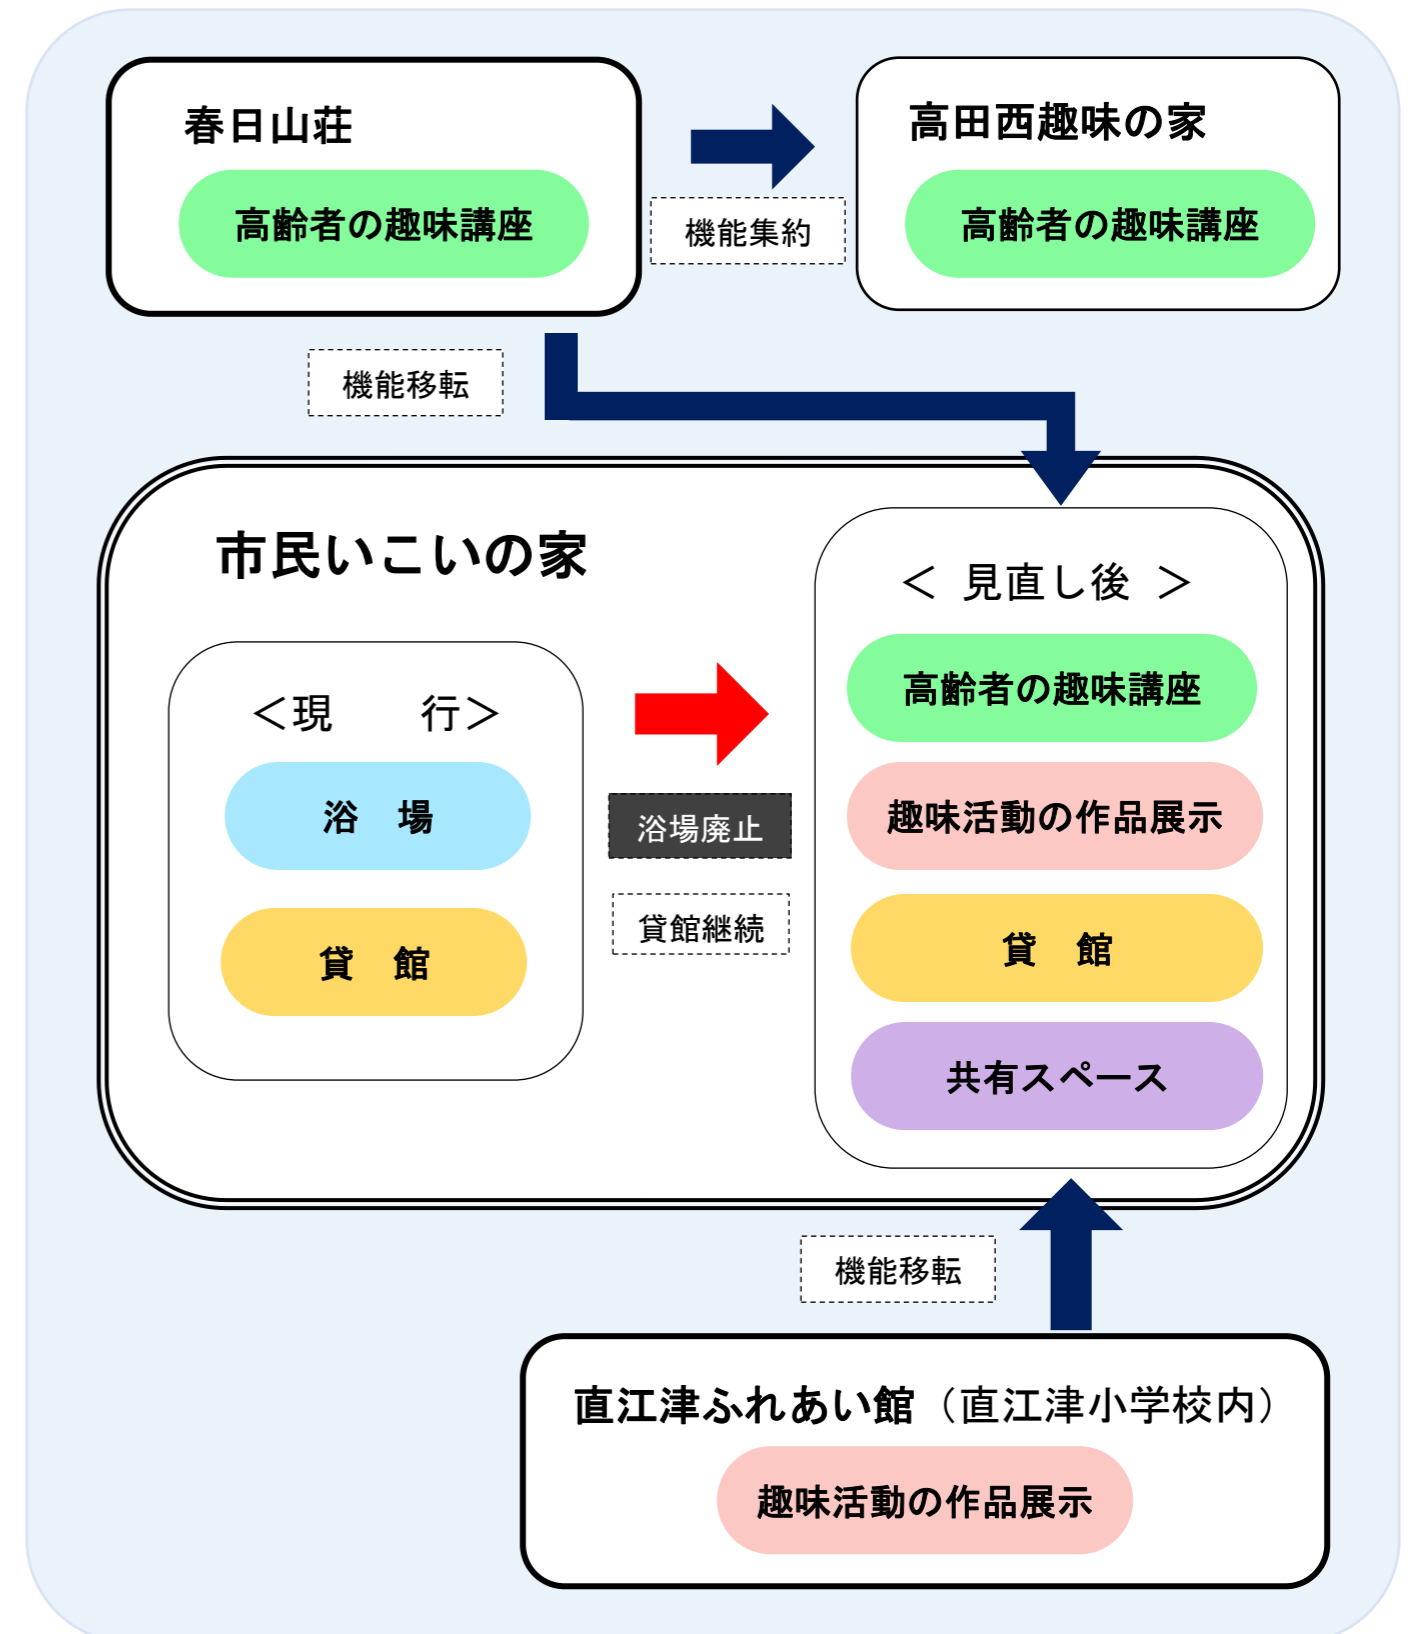 春日山荘
高齢者の趣味講座
機能集約
高田西趣味の家
高齢者の趣味講座
機能移転
市民いこいの家
＜現　　行＞
浴　場
貸　館
浴場廃止
貸館継続
＜ 見直し後 ＞
高齢者の趣味講座
趣味活動の作品展示
貸　館
共有スペース
機能移転
直江津ふれあい館（直江津小学校内）
趣味活動の作品展示